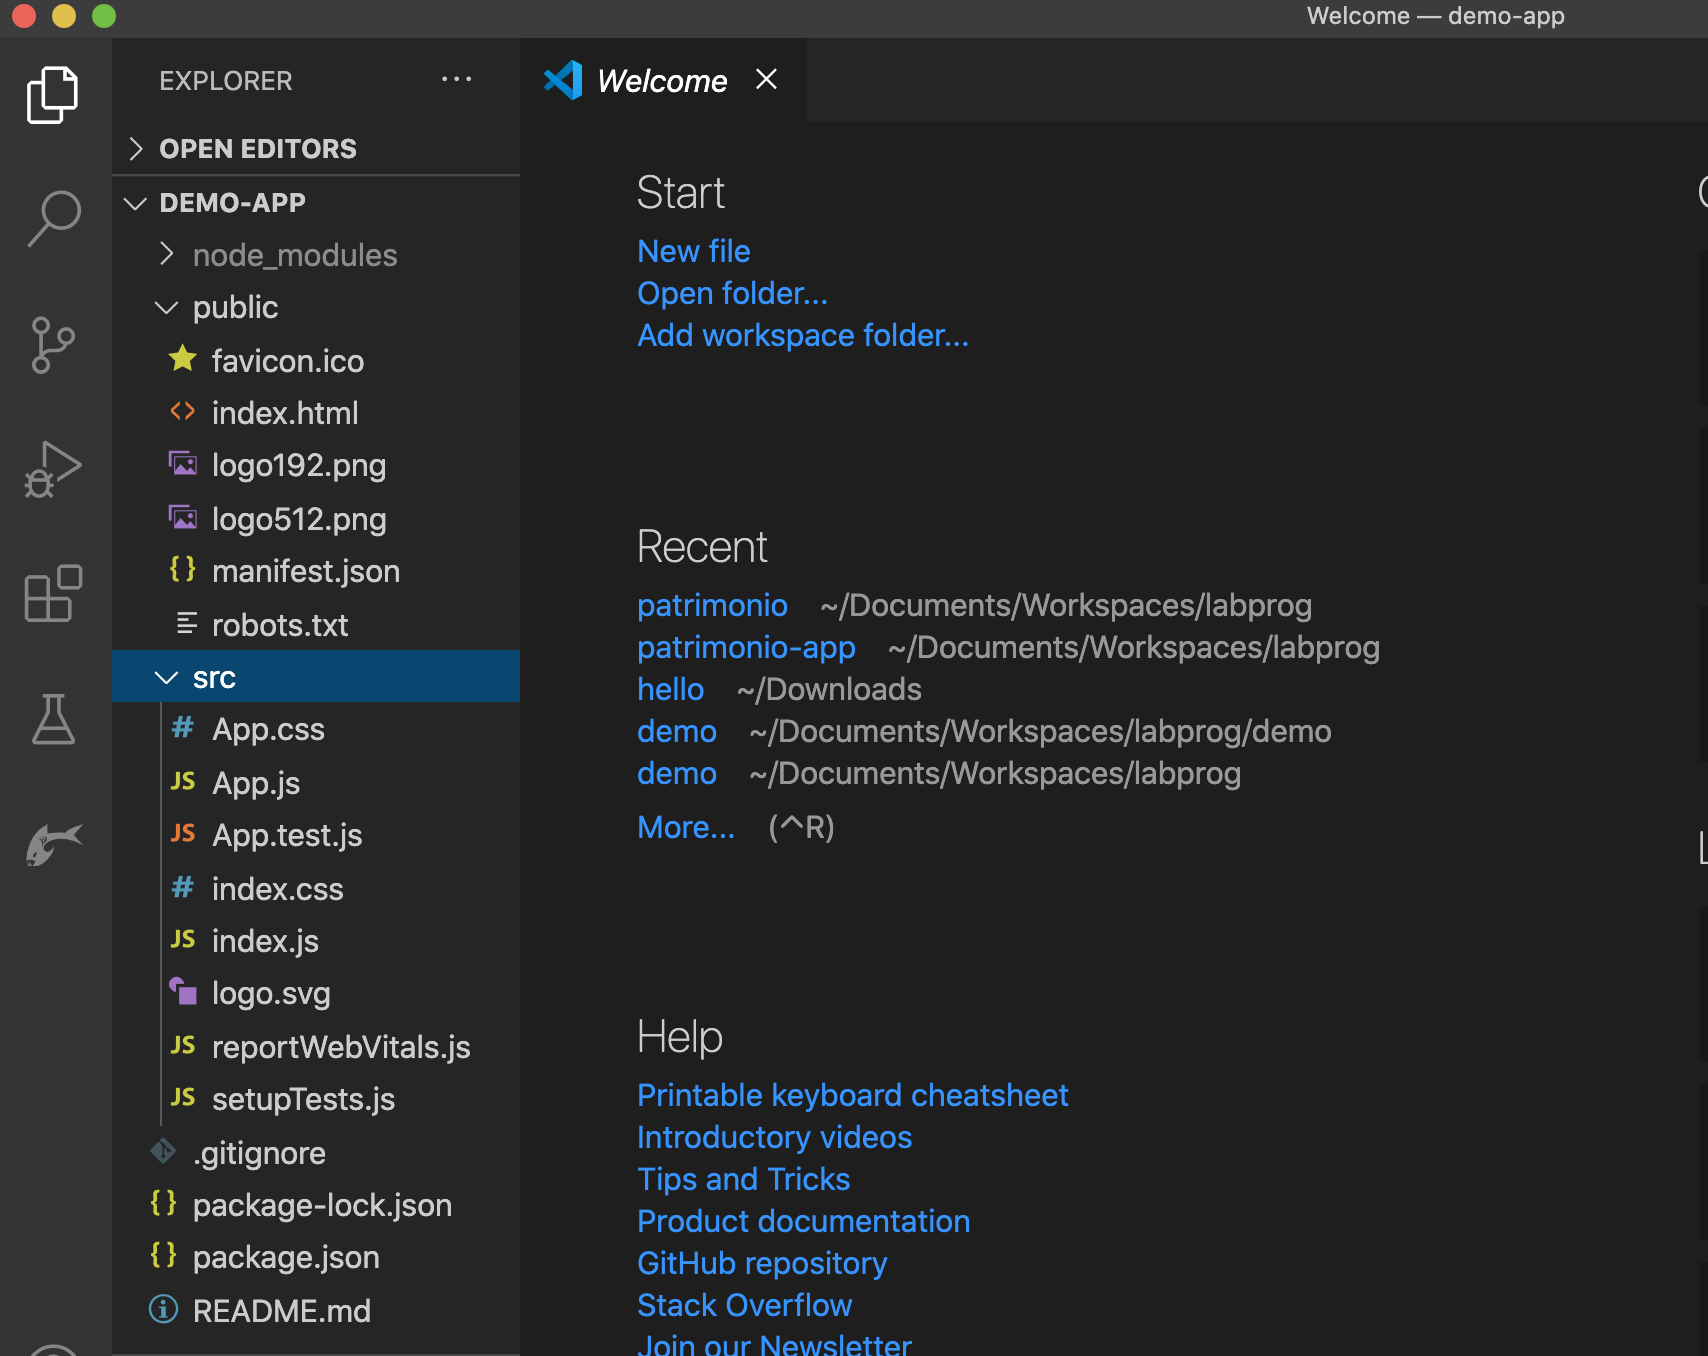 Welcome — demo-app
EXPLORER
···
Welcome
OPEN EDITORS
DEMO-APP
node_modules
public
favicon.ico
index.html
logo192.png
logo512.png
manifest.json
robots.txt
src
App.css
JS App.js
JS App.test.js
index.css
JS index.js
logo.svg
JS reportWebVitals.js
JS setupTests.js
.gitignore
package-lock.json
package.json
README.md
Start
New file
Open folder...
Add workspace folder...
Recent
patrimonio ~/Documents/Workspaces/labprog
patrimonio-app ~/Documents/Workspaces/labprog
hello ~/Downloads
demo ~/Documents/Workspaces/labprog/demo
demo ~/Documents/Workspaces/labprog
More... (^R)
Help
Printable keyboard cheatsheet
Introductory videos
Tips and Tricks
Product documentation
GitHub repository
Stack Overflow
Join our Newsletter